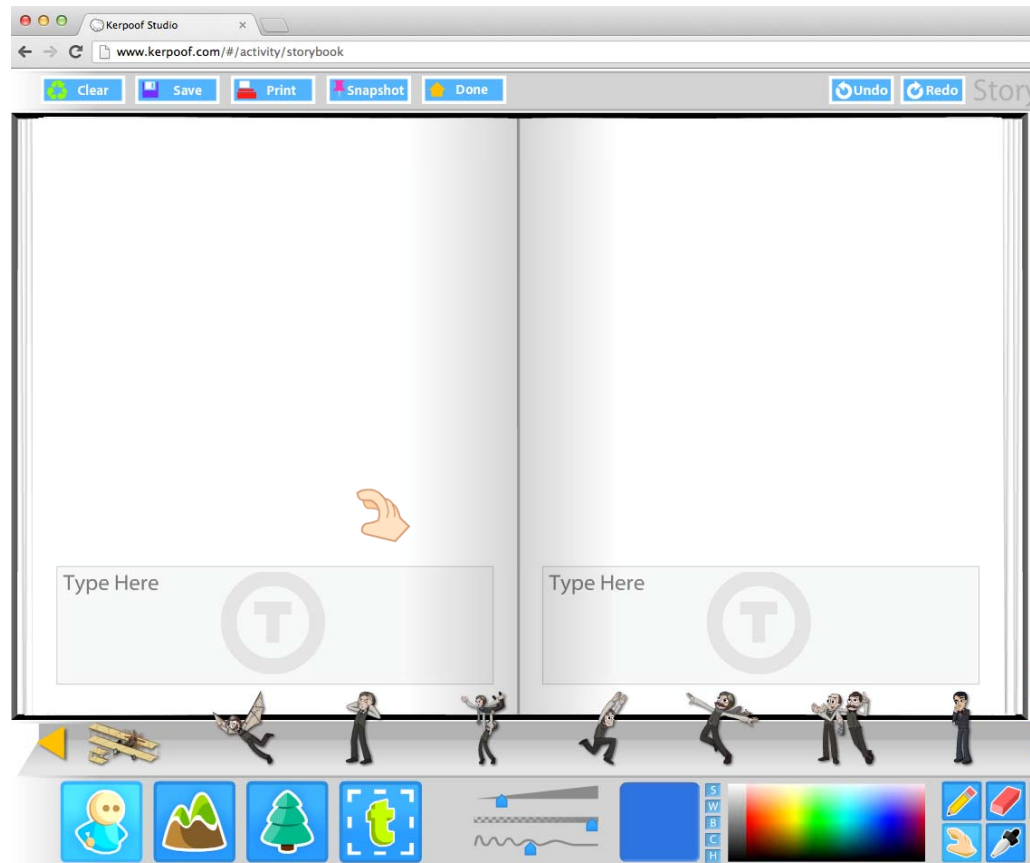 Kerpoof Studio
www.kerpoof.com/#/activity/storybook
Clear Save Print Snapshot Done Undo Redo Story
Type Here Type Here
T T
t
S
W
B
C
H